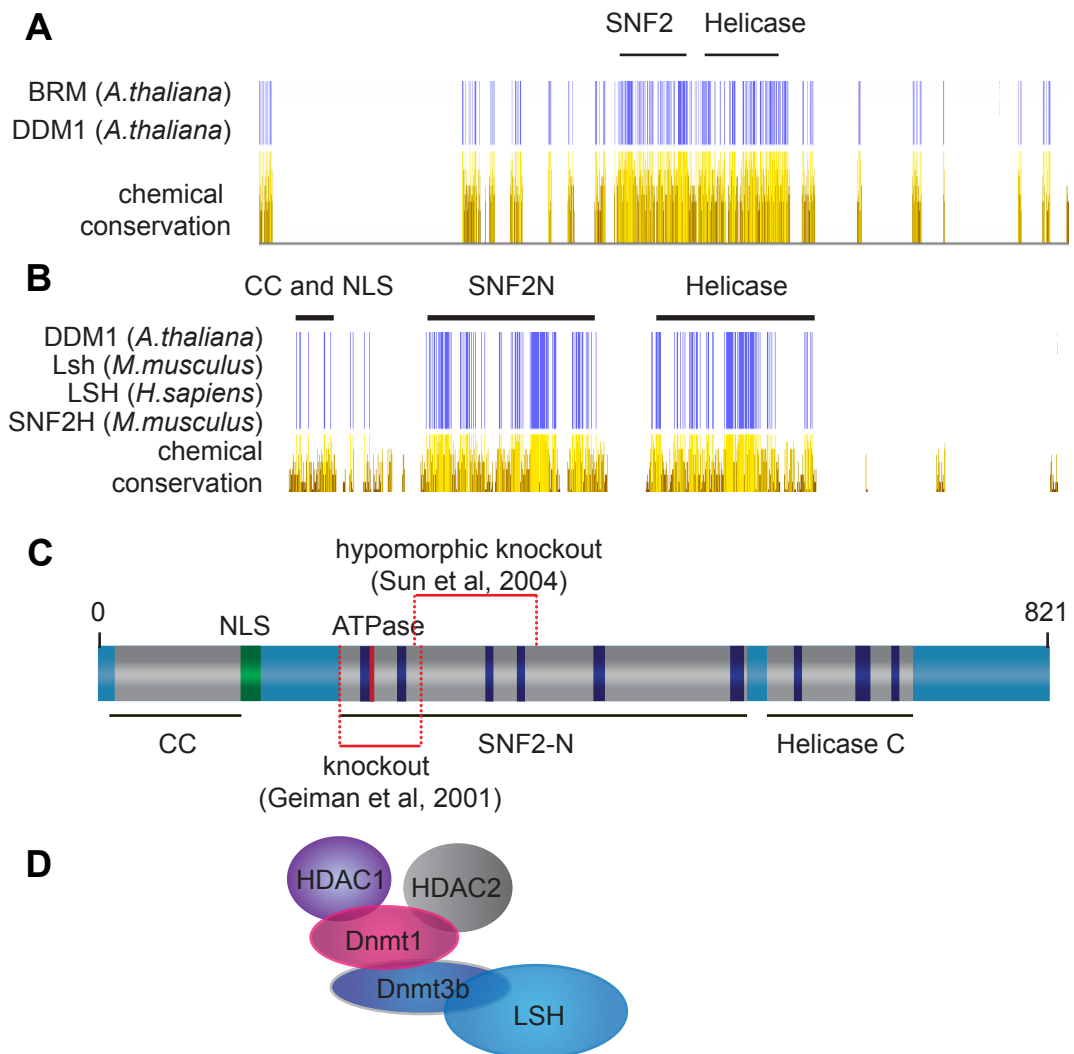 A
SNF2 Helicase
BRM (A.thaliana)
DDM1 (A.thaliana)
chemical
conservation
B
CC and NLS SNF2N Helicase
DDM1 (A.thaliana)
Lsh (M.musculus)
LSH (H.sapiens)
SNF2H (M.musculus)
chemical
conservation
C
hypomorphic knockout
(Sun et al, 2004)
0 821
NLS ATPase
CC SNF2-N Helicase C
knockout
(Geiman et al, 2001)
D
HDAC1 HDAC2
Dnmt1
Dnmt3b
LSH